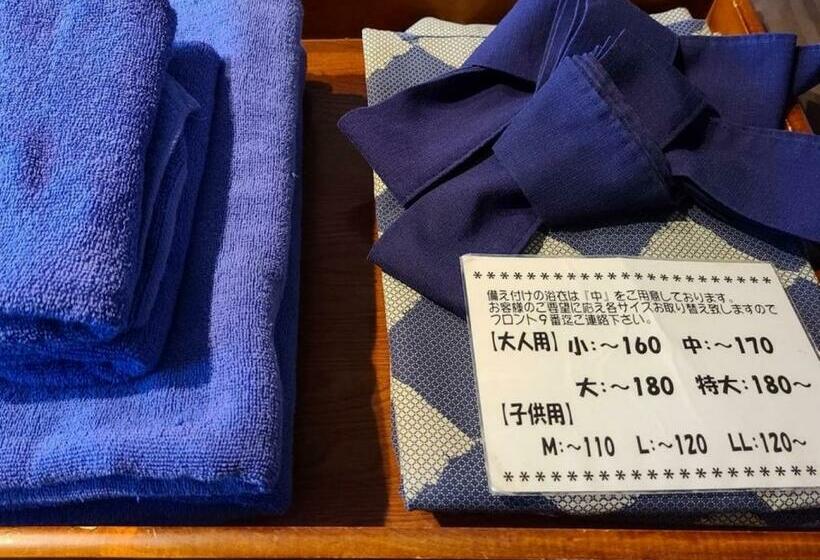 ********************
備え付けの浴衣は『中』をご用意しております。
お客様のご要望に応え各サイズお取り替え致しますので
フロント9番迄ご連絡下さい。
【大人用】 小:～160 中:～170
大:～180 特大:180～
【子供用】
M:～110 L:～120 LL:120～
********************